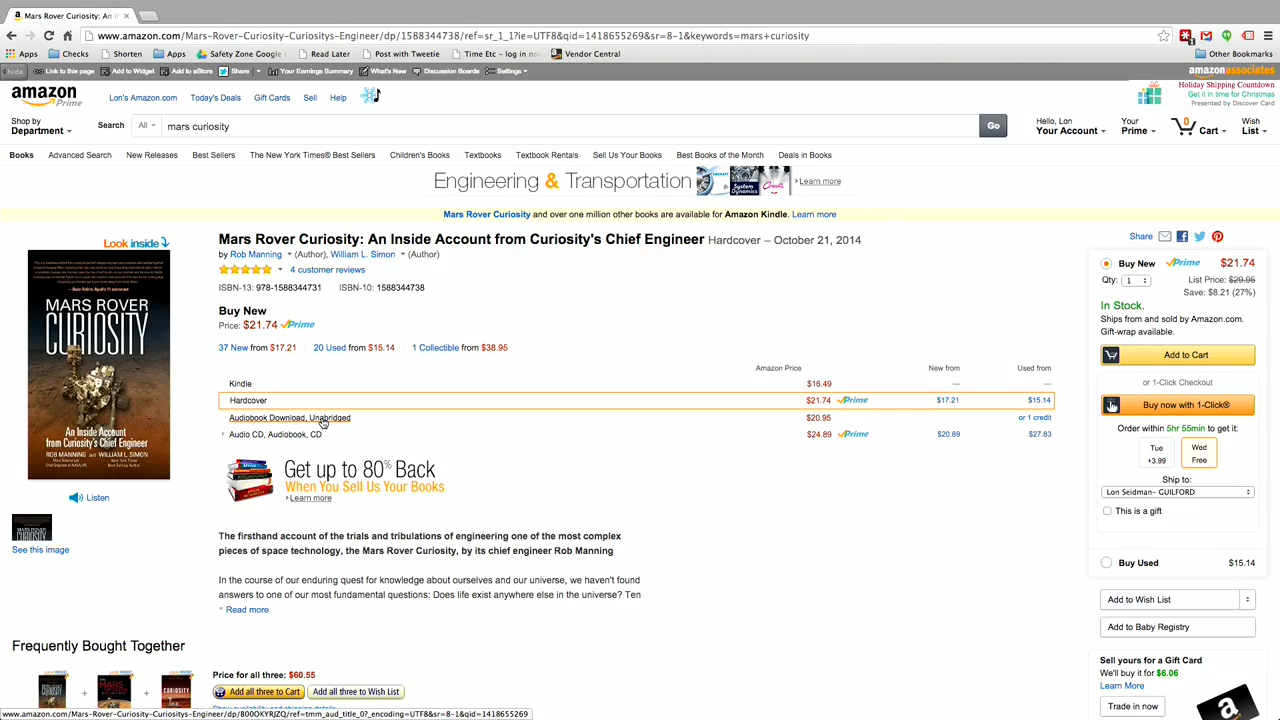 Mars Rover Curiosity: An In
www.amazon.com/Mars-Rover-Curiosity-Curiositys-Engineer/dp/1588344738/ref=sr_1_1?ie=UTF8&qid=1418655265&sr=8-1&keywords=mars+curiosity
Apps Checks Shorten Apps Safety Zone Google Read Later Post with Tweetie Time Etc - log in no Vendor Central Other Bookmarks
hide Link to this page Add to Widget Add to aStore Share Your Earnings Summary What's New Discussion Boards Settings amazonassociates
amazon Prime
Lon's Amazon.com Today's Deals Gift Cards Sell Help
Holiday Shipping Countdown
Get it in time for Christmas
Presented by Discover Card
Shop by Department
Search All mars curiosity Go
Hello, Lon
Your Account
Your
Prime
0
Cart
Wish
List
Books Advanced Search New Releases Best Sellers The New York Times® Best Sellers Children's Books Textbooks Textbook Rentals Sell Us Your Books Best Books of the Month Deals in Books
Engineering & Transportation System Dynamics › Learn more
Mars Rover Curiosity and over one million other books are available for Amazon Kindle. Learn more
Look inside
MARS ROVER
CURIOSITY
An Inside Account
from Curiosity's Chief Engineer
ROB MANNING and WILLIAM L. SIMON
Listen
See this image
Mars Rover Curiosity: An Inside Account from Curiosity's Chief Engineer Hardcover – October 21, 2014
by Rob Manning (Author), William L. Simon (Author)
4 customer reviews
ISBN-13: 978-1588344731 ISBN-10: 1588344738
Buy New
Price: $21.74 Prime
37 New from $17.21 20 Used from $15.14 1 Collectible from $38.95
Amazon Price New from Used from
Kindle $16.49 — —
Hardcover $21.74 Prime $17.21 $15.14
Audiobook Download, Unabridged $20.95 or 1 credit
Audio CD, Audiobook, CD $24.89 Prime $20.89 $27.83
Get up to 80% Back
When You Sell Us Your Books
› Learn more
The firsthand account of the trials and tribulations of engineering one of the most complex
pieces of space technology, the Mars Rover Curiosity, by its chief engineer Rob Manning
In the course of our enduring quest for knowledge about ourselves and our universe, we haven't found
answers to one of our most fundamental questions: Does life exist anywhere else in the universe? Ten
Read more
Share
Buy New Prime $21.74
Qty: 1 List Price: $29.95
Save: $8.21 (27%)
In Stock.
Ships from and sold by Amazon.com.
Gift-wrap available.
Add to Cart
or 1-Click Checkout
Buy now with 1-Click®
Order within 5hr 55min to get it:
Tue
+3.99
Wed
Free
Ship to:
Lon Seidman- GUILFORD
This is a gift
Buy Used $15.14
Add to Wish List
Add to Baby Registry
Sell yours for a Gift Card
We'll buy it for $6.06
Learn More
Trade in now
Frequently Bought Together
Price for all three: $60.55
+ +
CURIOSITY
Add all three to Cart Add all three to Wish List
www.amazon.com/Mars-Rover-Curiosity-Curiositys-Engineer/dp/B00OKYRJZQ/ref=tmm_aud_title_0?_encoding=UTF8&sr=8-1&qid=1418655269